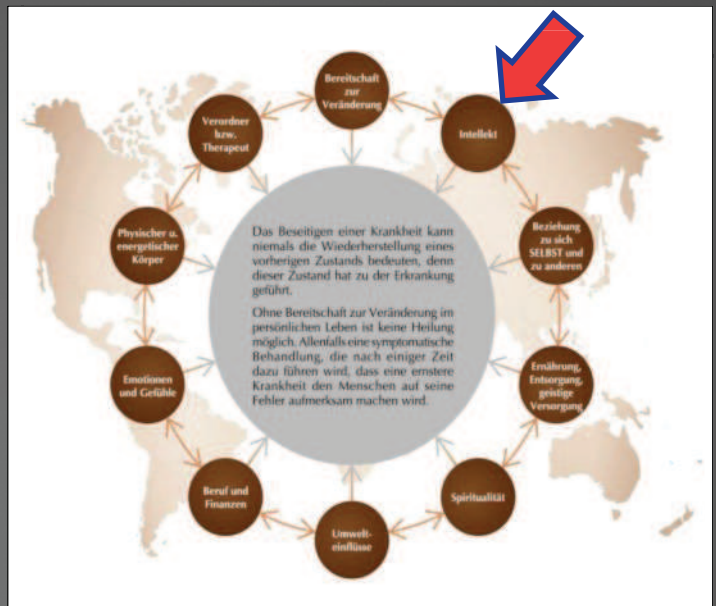 Bereitschaft
zur
Veränderung
Intellekt
Beziehung
zu sich
SELBST und
zu anderen
Ernährung,
Entsorgung,
geistige
Versorgung
Spiritualität
Umwelt-
einflüsse
Beruf und
Finanzen
Emotionen
und Gefühle
Physischer u.
energetischer
Körper
Verordner
bzw.
Therapeut
Das Beseitigen einer Krankheit kann
niemals die Wiederherstellung eines
vorherigen Zustands bedeuten, denn
dieser Zustand hat zu der Erkrankung
geführt.
Ohne Bereitschaft zur Veränderung im
persönlichen Leben ist keine Heilung
möglich. Allenfalls eine symptomatische
Behandlung, die nach einiger Zeit
dazu führen wird, dass eine ernstere
Krankheit den Menschen auf seine
Fehler aufmerksam machen wird.